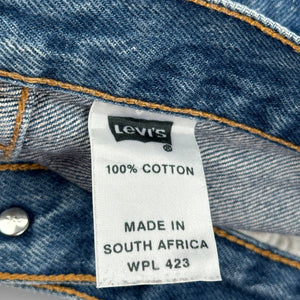 Levi's
100% COTTON
MADE IN
SOUTH AFRICA
WPL 423